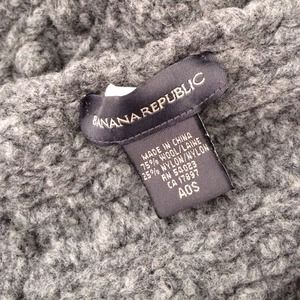 BANANA REPUBLIC
MADE IN CHINA
75% WOOL/LAINE
25% NYLON/NYLON
RN 54023
CA 17897
AOS